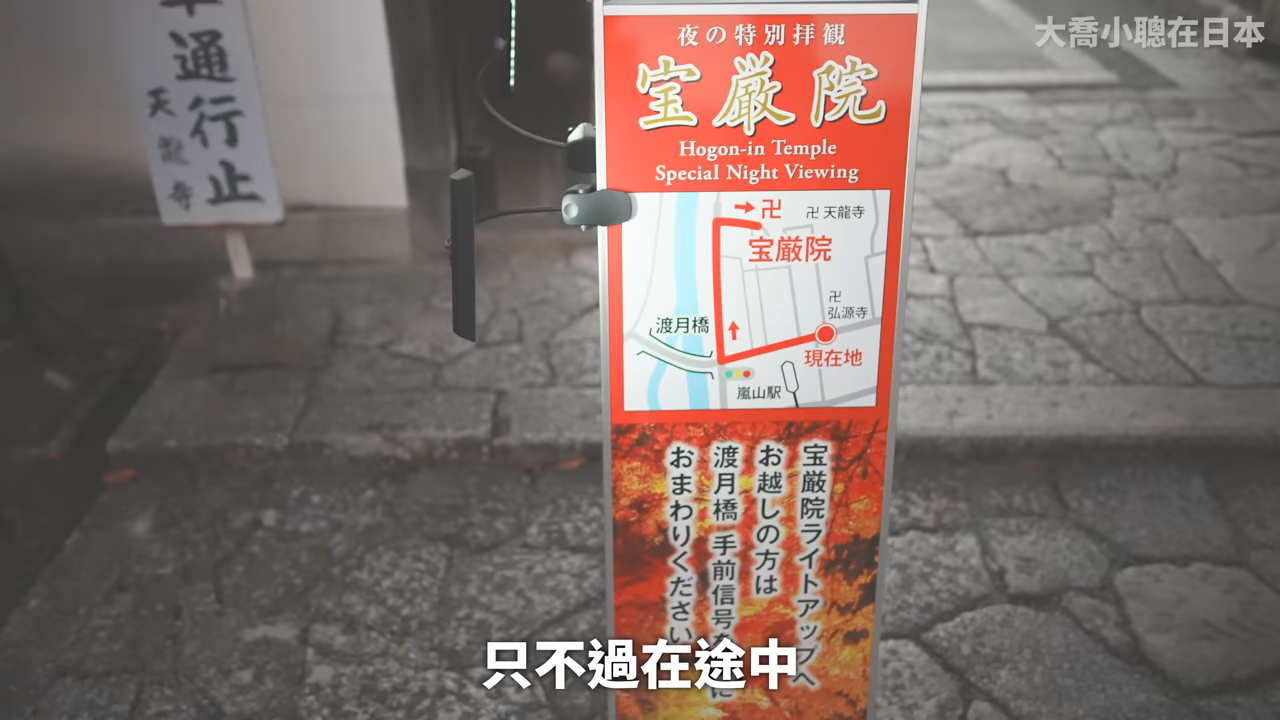 大喬小聰在日本
通行止
天龍寺
夜の特別拝観
宝厳院
Hogon-in Temple
Special Night Viewing
卍
卍 天龍寺
宝厳院
卍
弘源寺
渡月橋
現在地
嵐山駅
宝厳院ライトアップへ
お越しの方は
渡月橋 手前信号を
おまわりください
只不過在途中